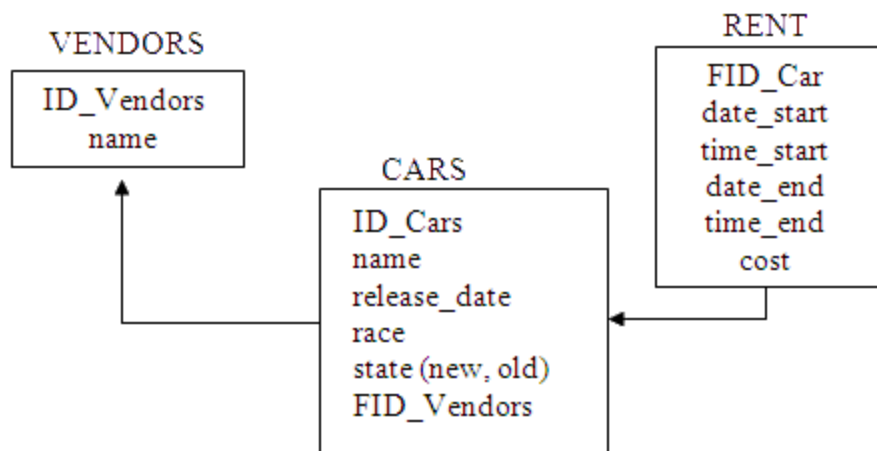 VENDORS
ID_Vendors
name
CARS
ID_Cars
name
release_date
race
state (new, old)
FID_Vendors
RENT
FID_Car
date_start
time_start
date_end
time_end
cost